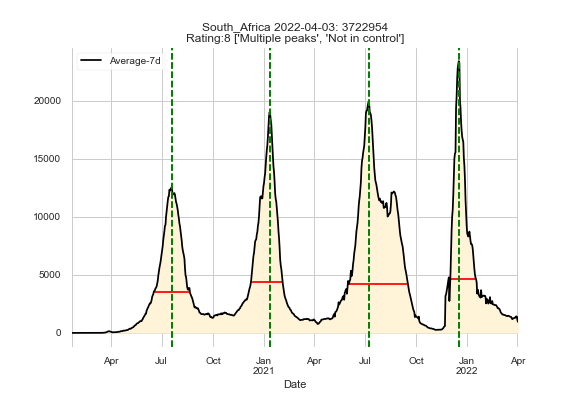 South_Africa 2022-04-03: 3722954
Rating:8 ['Multiple peaks', 'Not in control']
Average-7d
20000
15000
10000
5000
0
Apr
Jul
Oct
Jan
2021
Apr
Jul
Oct
Jan
2022
Apr
Date